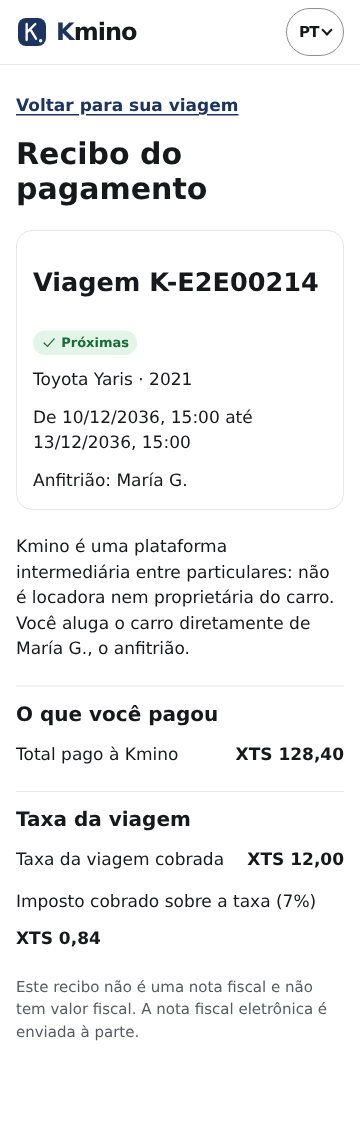 K. Kmino
PT
Voltar para sua viagem
Recibo do
pagamento
Viagem K-E2E00214
Próximas
Toyota Yaris · 2021
De 10/12/2036, 15:00 até
13/12/2036, 15:00
Anfitrião: María G.
Kmino é uma plataforma
intermediária entre particulares: não
é locadora nem proprietária do carro.
Você aluga o carro diretamente de
María G., o anfitrião.
O que você pagou
Total pago à Kmino XTS 128,40
Taxa da viagem
Taxa da viagem cobrada XTS 12,00
Imposto cobrado sobre a taxa (7%)
XTS 0,84
Este recibo não é uma nota fiscal e não
tem valor fiscal. A nota fiscal eletrônica é
enviada à parte.